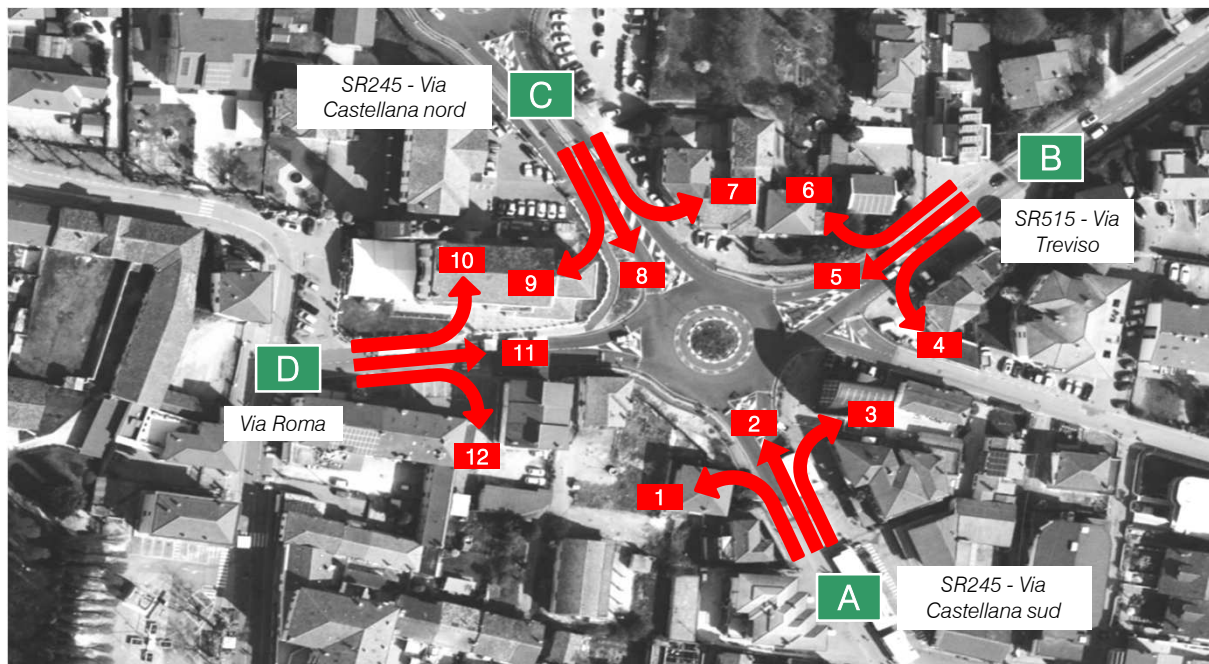 SR245 - Via
Castellana nord
C
B
SR515 - Via
Treviso
7
6
10
9
8
5
4
11
D
Via Roma
12
2
3
1
A
SR245 - Via
Castellana sud